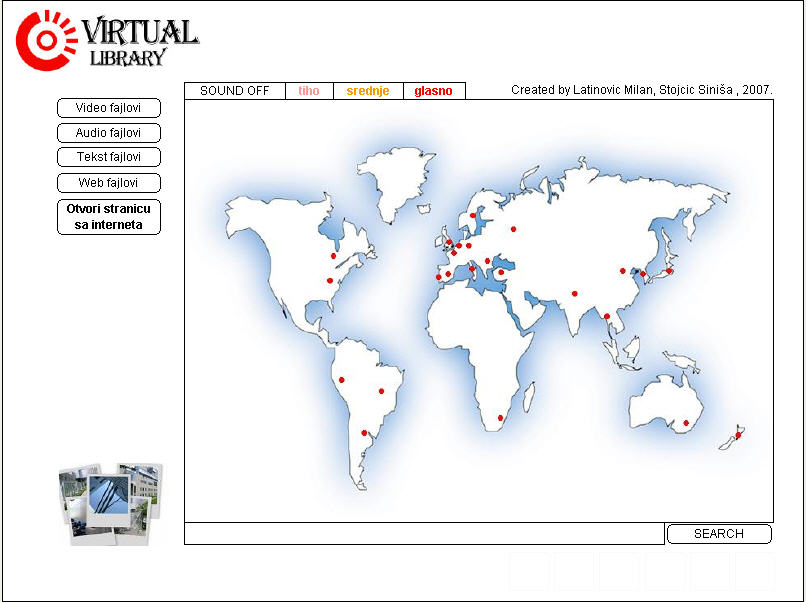 VIRTUAL
LIBRARY
SOUND OFF tiho srednje glasno
Created by Latinovic Milan, Stojcic Siniša , 2007.
Video fajlovi
Audio fajlovi
Tekst fajlovi
Web fajlovi
Otvori stranicu
sa interneta
SEARCH